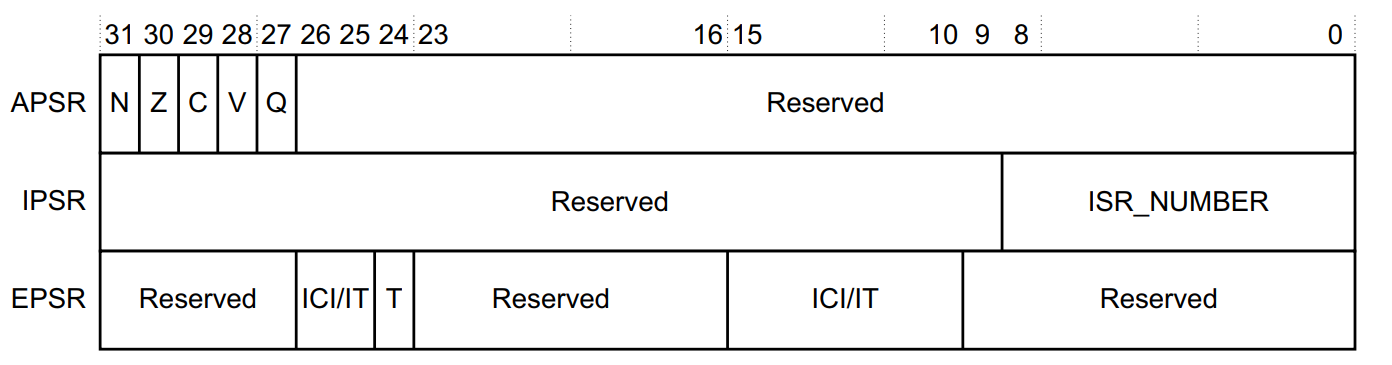 31 30 29 28 27 26 25 24 23 16 15 10 9 8 0
APSR N Z C V Q Reserved
IPSR Reserved ISR_NUMBER
EPSR Reserved ICI/IT T Reserved ICI/IT Reserved